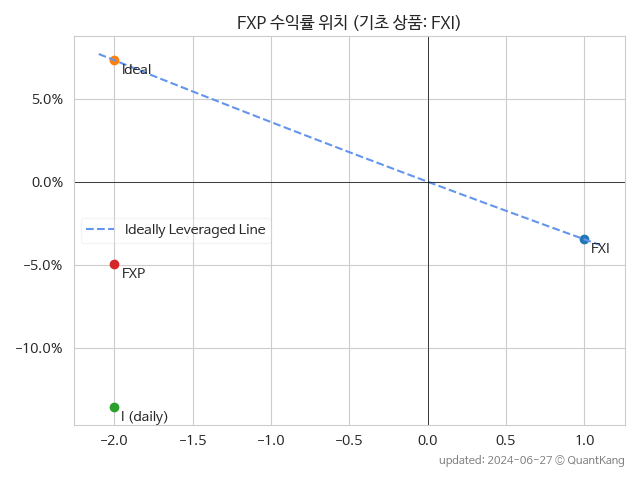 FXP 수익률 위치 (기초 상품: FXI)
Ideal
5.0%
0.0%
Ideally Leveraged Line
FXI
-5.0%
FXP
-10.0%
I (daily)
-2.0 -1.5 -1.0 -0.5 0.0 0.5 1.0
updated: 2024-06-27 © QuantKang